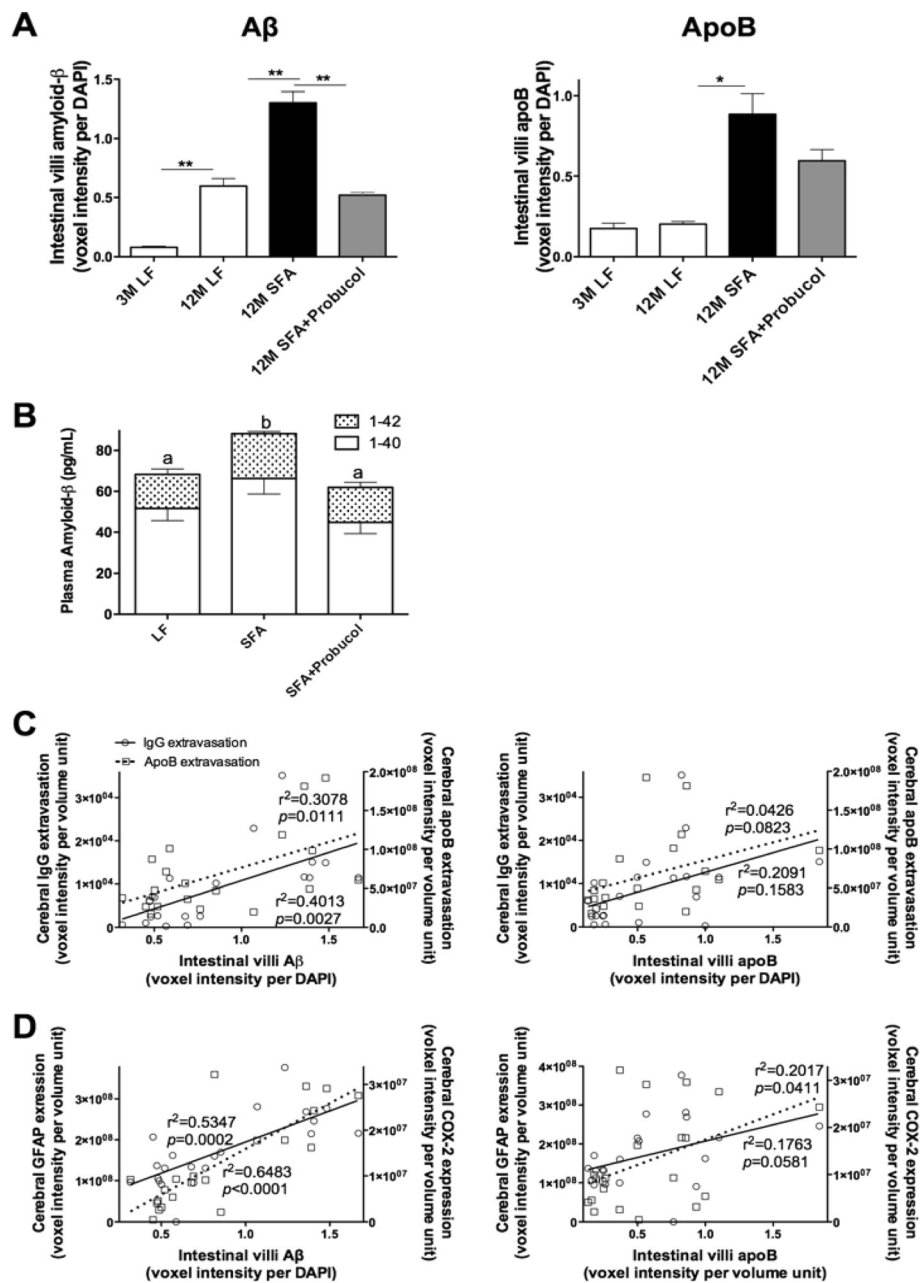 A
Aβ
ApoB
Intestinal villi amyloid-β
(voxel intensity per DAPI)
1.5
1.0
0.5
0.0
**
**
**
3M LF
12M LF
12M SFA
12M SFA+Probucol
Intestinal villi apoB
(voxel intensity per DAPI)
1.0
0.5
0.0
*
3M LF
12M LF
12M SFA
12M SFA+Probucol
B
Plasma Amyloid-β (pg/mL)
80
60
40
20
0
a
b
a
1-42
1-40
LF
SFA
SFA+Probucol
C
IgG extravasation
ApoB extravasation
Cerebral IgG extravasation
(voxel intensity per volume unit)
3×10⁰⁴
2×10⁰⁴
1×10⁰⁴
0
r²=0.3078
p=0.0111
r²=0.4013
p=0.0027
2.0×10⁰⁸
1.5×10⁰⁸
1.0×10⁰⁸
5.0×10⁰⁷
0.0
Cerebral apoB extravasation
(voxel intensity per volume unit)
0.5
1.0
1.5
Intestinal villi Aβ
(voxel intensity per DAPI)
Cerebral IgG extravasation
(voxel intensity per volume unit)
3×10⁰⁴
2×10⁰⁴
1×10⁰⁴
0
r²=0.0426
p=0.0823
r²=0.2091
p=0.1583
2.0×10⁰⁸
1.5×10⁰⁸
1.0×10⁰⁸
5.0×10⁰⁷
0.0
Cerebral apoB extravasation
(voxel intensity per volume unit)
0.5
1.0
1.5
Intestinal villi apoB
(voxel intensity per DAPI)
D
Cerebral GFAP exression
(voxel intensity per volume unit)
4×10⁰⁸
3×10⁰⁸
2×10⁰⁸
1×10⁰⁸
0
r²=0.5347
p=0.0002
r²=0.6483
p<0.0001
3×10⁰⁷
2×10⁰⁷
1×10⁰⁷
0
Cerebral COX-2 expression
(volxel intensity per volume unit)
0.5
1.0
1.5
Intestinal villi Aβ
(voxel intensity per DAPI)
Cerebral GFAP expression
(voxel intensity per volume unit)
4×10⁰⁸
3×10⁰⁸
2×10⁰⁸
1×10⁰⁸
0
r²=0.2017
p=0.0411
r²=0.1763
p=0.0581
3×10⁰⁷
2×10⁰⁷
1×10⁰⁷
0
Cerebral COX-2 expression
(voxel intensity per volume unit)
0.5
1.0
1.5
Intestinal villi apoB
(voxel intensity per volume unit)